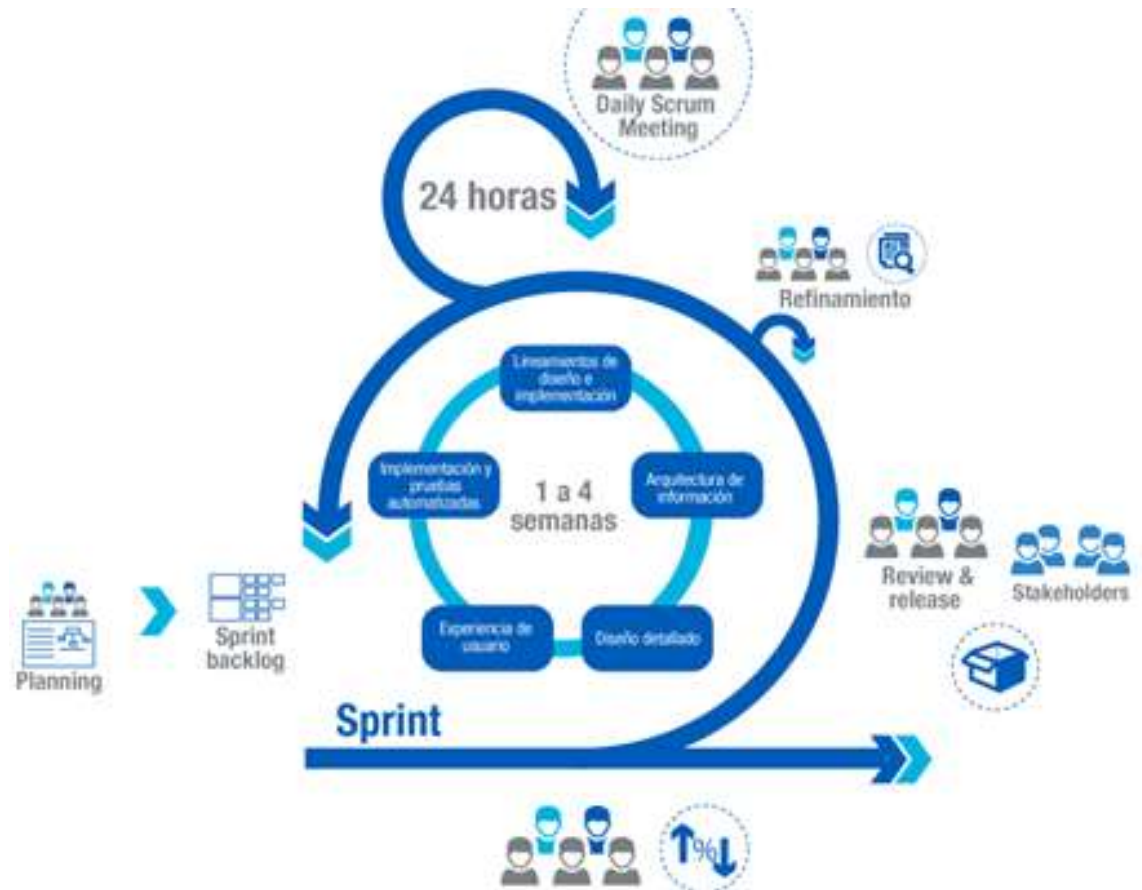 Daily Scrum
Meeting
24 horas
Refinamiento
Lineamientos de
diseño e
implementación
Implementación y
pruebas
automatizadas
1 a 4
semanas
Arquitectura de
información
Experiencia de
usuario
Diseño detallado
Planning
Sprint
backlog
Review &
release
Stakeholders
Sprint
%